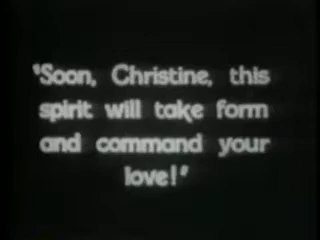 "Soon, Christine, this
spirit will take form
and command your
love!"